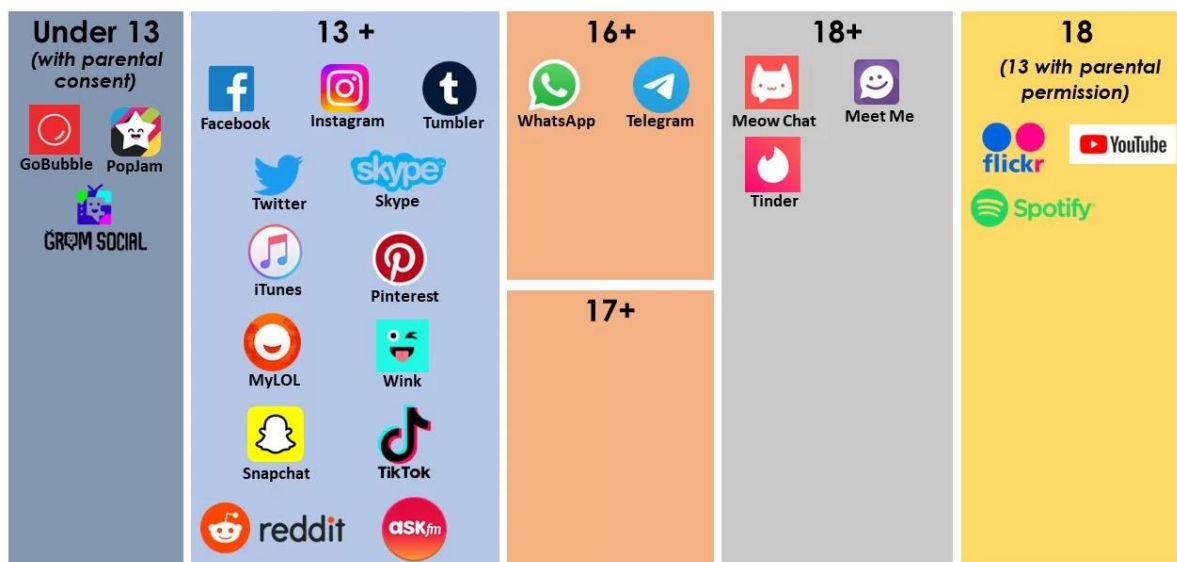 Under 13
(with parental
consent)
GoBubble
PopJam
GROM SOCIAL
13 +
Facebook
Instagram
t
Tumbler
Twitter
skype
Skype
iTunes
Pinterest
MyLOL
Wink
Snapchat
TikTok
reddit
ASKfm
16+
WhatsApp
Telegram
17+
18+
Meow Chat
Meet Me
Tinder
18
(13 with parental
permission)
flickr
YouTube
Spotify